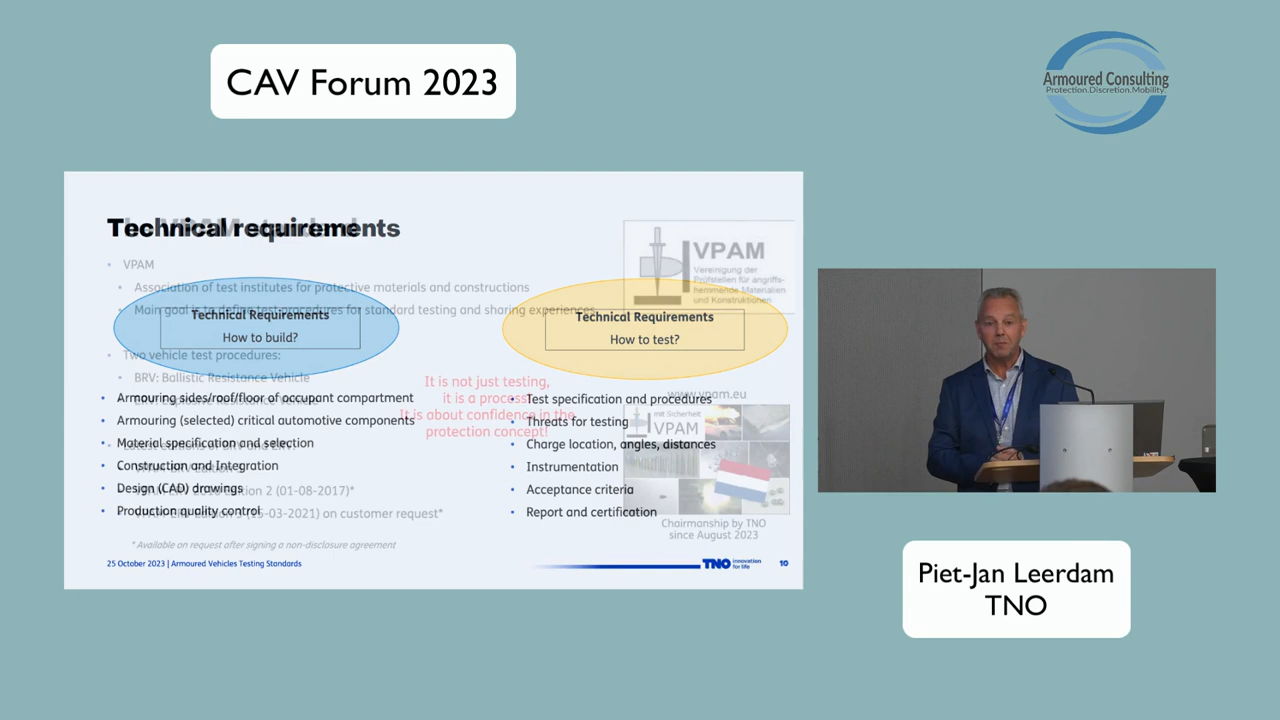 CAV Forum 2023
Armoured Consulting
Protection.Discretion.Mobility.
Technical requirements
VPAM
Association of test institutes for protective materials and constructions
Main goal is to define test procedures for standard testing and sharing experiences
VPAM
Vereinigung der
Prüfstellen für angriffs-
hemmende Materialien
und Konstruktionen
Technical Requirements
How to build?
Technical Requirements
How to test?
Two vehicle test procedures:
BRV: Ballistic Resistance Vehicle
It is not just testing,
it is a process
It is about confidence in the
protection concept!
www.vpam.eu
mit Sicherheit
VPAM
Armouring sides/roof/floor of occupant compartment
Armouring (selected) critical automotive components
Material specification and selection
Construction and Integration
Design (CAD) drawings
Production quality control
Edition 2 (01-08-2017)*
(15-03-2021) on customer request*
Test specification and procedures
Threats for testing
Charge location, angles, distances
Instrumentation
Acceptance criteria
Report and certification
Chairmanship by TNO
since August 2023
* Available on request after signing a non-disclosure agreement
25 October 2023 | Armoured Vehicles Testing Standards
TNO innovation
for life
10
Piet-Jan Leerdam
TNO